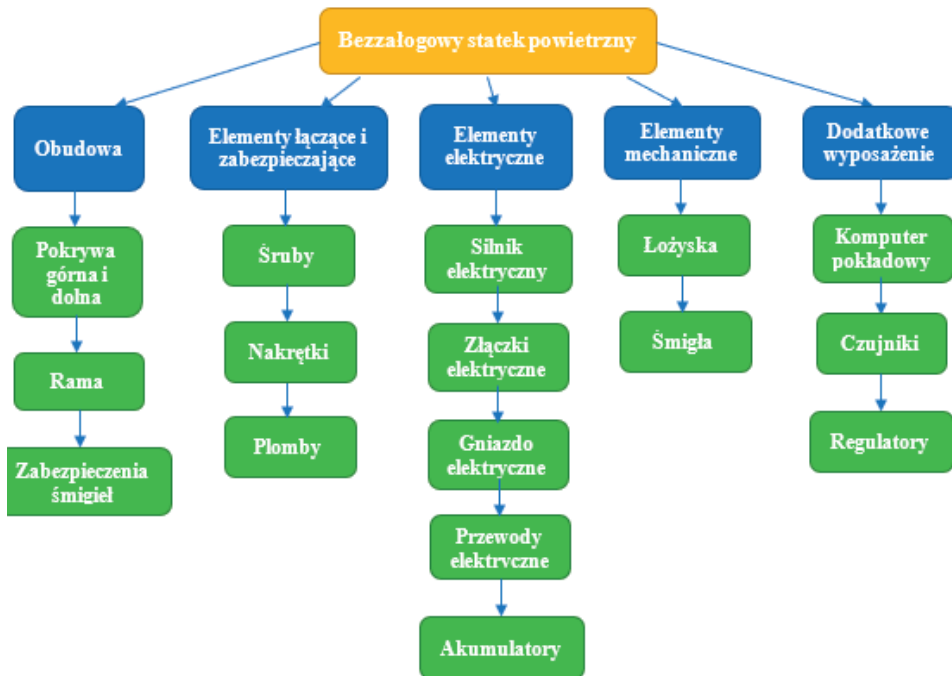 Bezzałogowy statek powietrzny
Obudowa
Elementy łączące i
zabezpieczające
Elementy
elektryczne
Elementy
mechaniczne
Dodatkowe
wyposażenie
Pokrywa
górna i
dolna
Rama
Zabezpieczenia
śmigieł
Śruby
Nakrętki
Plomby
Silnik
elektryczny
Złączki
elektryczne
Gniazdo
elektryczne
Przewody
elektryczne
Akumulatory
Łożyska
Śmigła
Komputer
pokładowy
Czujniki
Regulatory